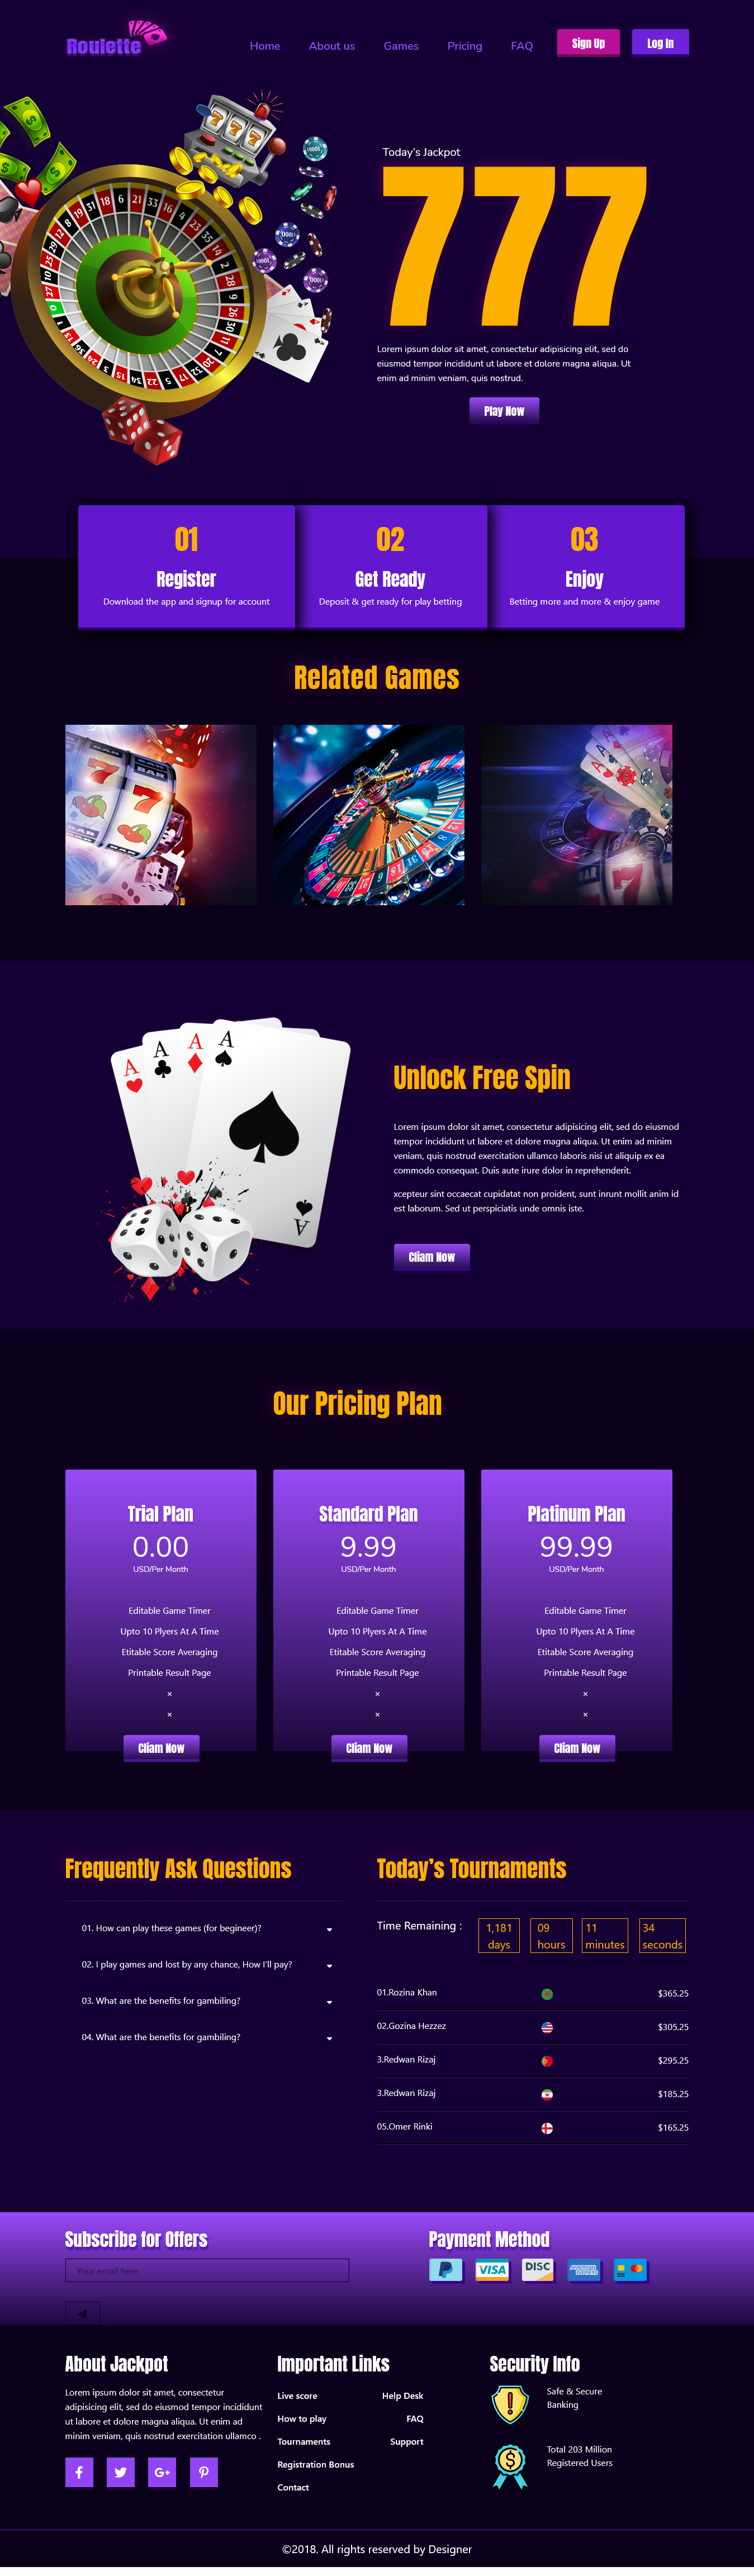 Roulette
Home
About us
Games
Pricing
FAQ
Sign Up
Log In
Today's Jackpot
777
Lorem ipsum dolor sit amet, consectetur adipisicing elit, sed do
eiusmod tempor incididunt ut labore et dolore magna aliqua. Ut
enim ad minim veniam, quis nostrud.
Play Now
01
Register
Download the app and signup for account
02
Get Ready
Deposit & get ready for play betting
03
Enjoy
Betting more and more & enjoy game
Related Games
Unlock Free Spin
Lorem ipsum dolor sit amet, consectetur adipisicing elit, sed do eiusmod
tempor incididunt ut labore et dolore magna aliqua. Ut enim ad minim
veniam, quis nostrud exercitation ullamco laboris nisi ut aliquip ex ea
commodo consequat. Duis aute irure dolor in reprehenderit.
xcepteur sint occaecat cupidatat non proident, sunt inrunt mollit anim id
est laborum. Sed ut perspiciatis unde omnis iste.
Cliam Now
Our Pricing Plan
Trial Plan
0.00
USD/Per Month
Editable Game Timer
Upto 10 Plyers At A Time
Etitable Score Averaging
Printable Result Page
×
×
Cliam Now
Standard Plan
9.99
USD/Per Month
Editable Game Timer
Upto 10 Plyers At A Time
Etitable Score Averaging
Printable Result Page
×
×
Cliam Now
Platinum Plan
99.99
USD/Per Month
Editable Game Timer
Upto 10 Plyers At A Time
Etitable Score Averaging
Printable Result Page
×
×
Cliam Now
Frequently Ask Questions
01. How can play these games (for begineer)?
02. I play games and lost by any chance, How I'll pay?
03. What are the benefits for gambiling?
04. What are the benefits for gambiling?
Today's Tournaments
Time Remaining :
1,181
days
09
hours
11
minutes
34
seconds
01.Rozina Khan $365.25
02.Gozina Hezzez $305.25
3.Redwan Rizaj $295.25
3.Redwan Rizaj $185.25
05.Omer Rinki $165.25
Subscribe for Offers
Your email here
Payment Method
VISA
DISC
AMERICAN
EXPRESS
About Jackpot
Lorem ipsum dolor sit amet, consectetur
adipisicing elit, sed do eiusmod tempor incididunt
ut labore et dolore magna aliqua. Ut enim ad
minim veniam, quis nostrud exercitation ullamco .
Important Links
Live score
How to play
Tournaments
Registration Bonus
Contact
Help Desk
FAQ
Support
Security Info
Safe & Secure
Banking
Total 203 Million
Registered Users
©2018. All rights reserved by Designer